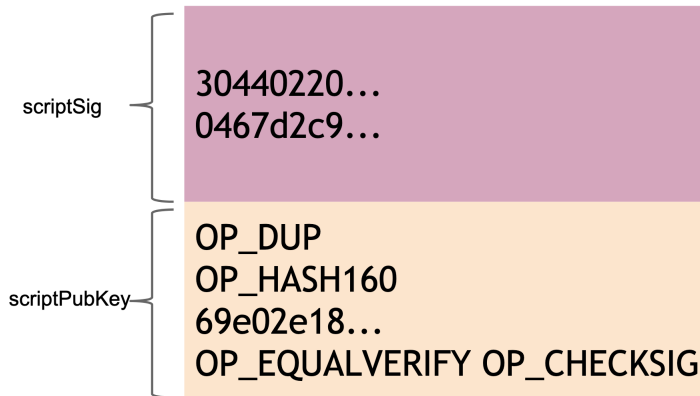 scriptSig
30440220...
0467d2c9...
scriptPubKey
OP_DUP
OP_HASH160
69e02e18...
OP_EQUALVERIFY OP_CHECKSIG